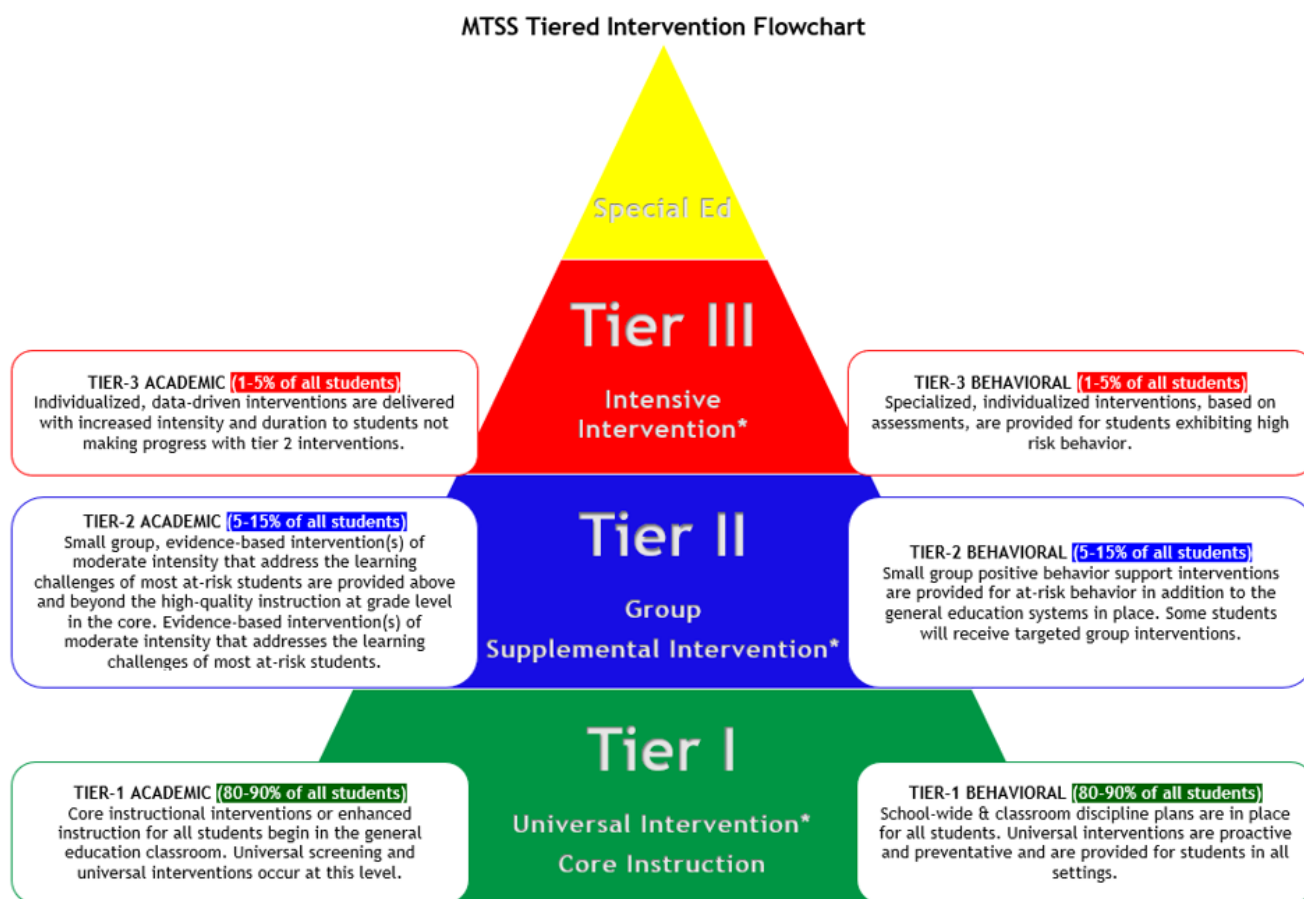 MTSS Tiered Intervention Flowchart
Special Ed
Tier III
Intensive
Intervention*
TIER-3 ACADEMIC (1-5% of all students)
Individualized, data-driven interventions are delivered
with increased intensity and duration to students not
making progress with tier 2 interventions.
TIER-3 BEHAVIORAL (1-5% of all students)
Specialized, individualized interventions, based on
assessments, are provided for students exhibiting high
risk behavior.
Tier II
Group
Supplemental Intervention*
TIER-2 ACADEMIC (5-15% of all students)
Small group, evidence-based intervention(s) of
moderate intensity that address the learning
challenges of most at-risk students are provided above
and beyond the high-quality instruction at grade level
in the core. Evidence-based intervention(s) of
moderate intensity that addresses the learning
challenges of most at-risk students.
TIER-2 BEHAVIORAL (5-15% of all students)
Small group positive behavior support interventions
are provided for at-risk behavior in addition to the
general education systems in place. Some students
will receive targeted group interventions.
Tier I
Universal Intervention*
Core Instruction
TIER-1 ACADEMIC (80-90% of all students)
Core instructional interventions or enhanced
instruction for all students begin in the general
education classroom. Universal screening and
universal interventions occur at this level.
TIER-1 BEHAVIORAL (80-90% of all students)
School-wide & classroom discipline plans are in place
for all students. Universal interventions are proactive
and preventative and are provided for students in all
settings.